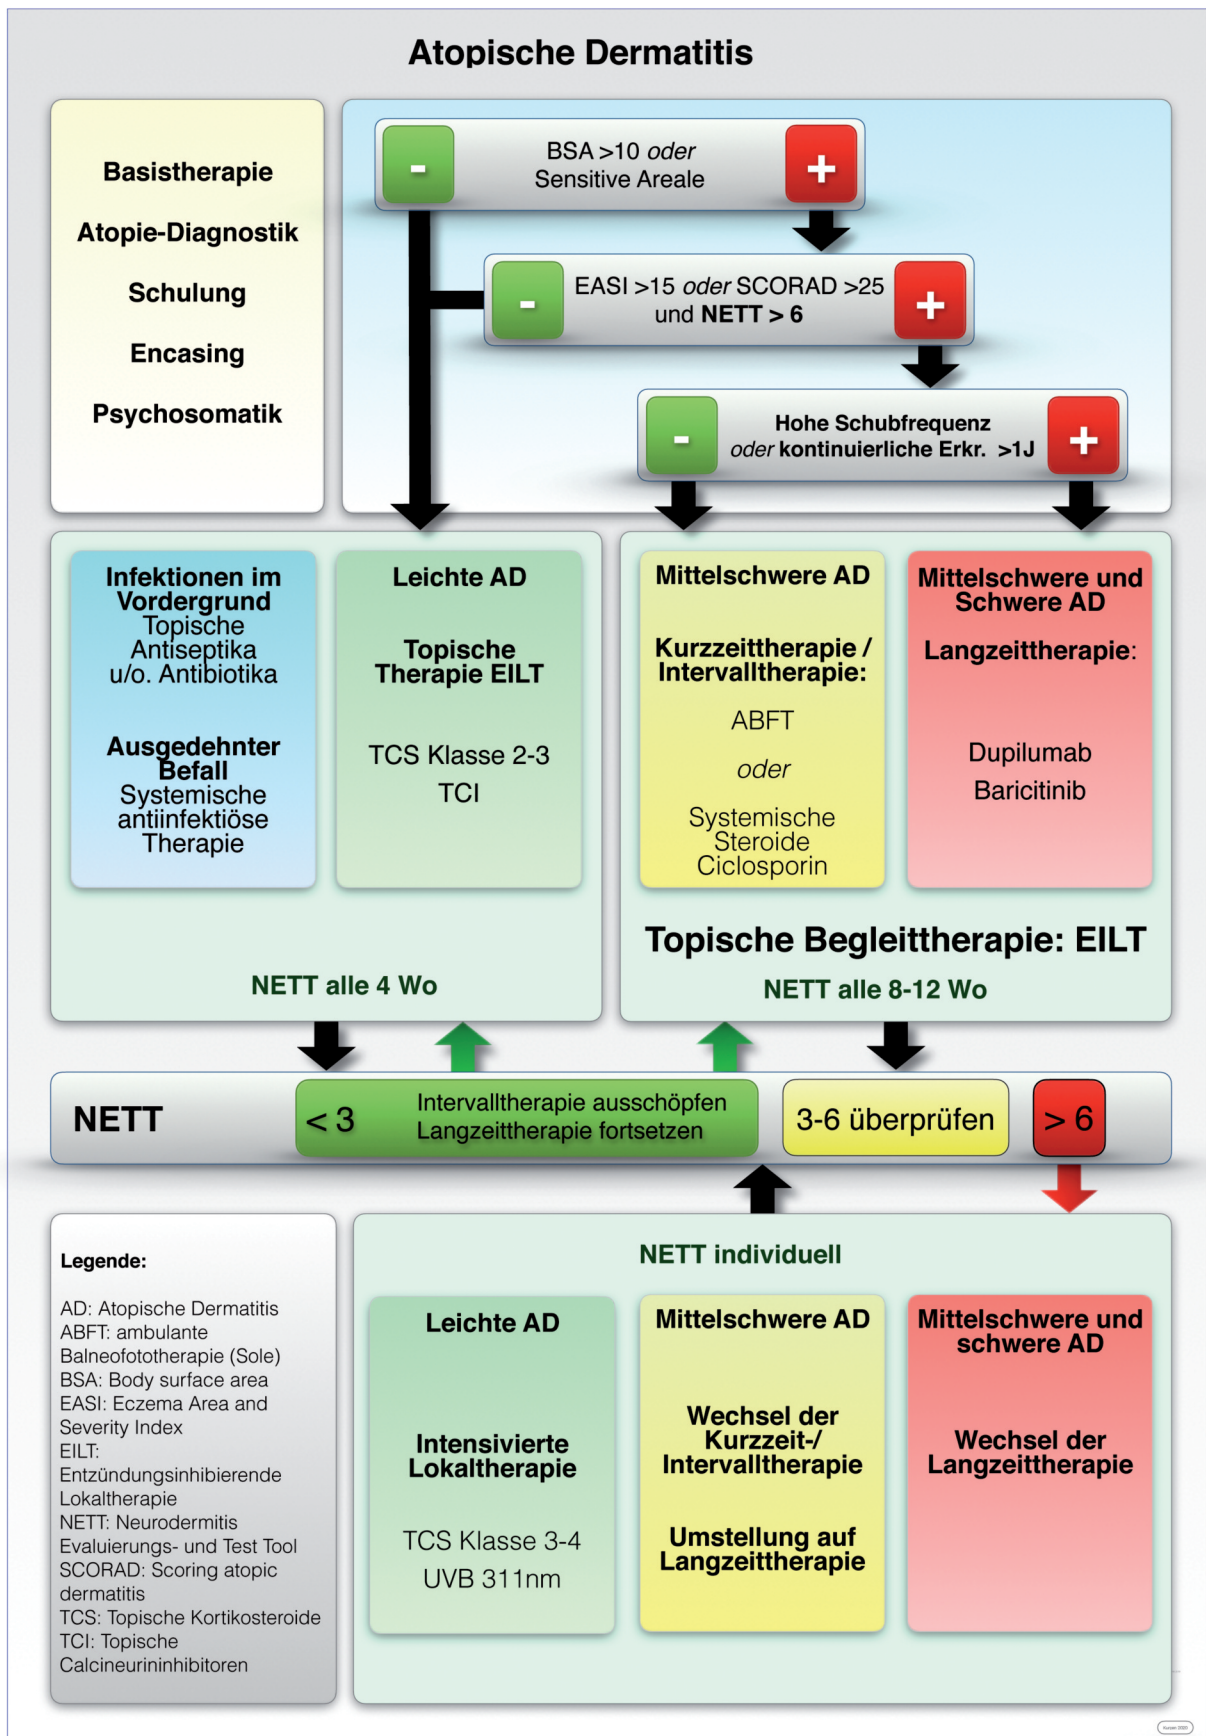 Atopische Dermatitis
Basistherapie
Atopie-Diagnostik
Schulung
Encasing
Psychosomatik
-
BSA >10 oder
Sensitive Areale
+
-
EASI >15 oder SCORAD >25
und NETT > 6
+
-
Hohe Schubfrequenz
oder kontinuierliche Erkr. >1J
+
Infektionen im
Vordergrund
Topische
Antiseptika
u/o. Antibiotika
Ausgedehnter
Befall
Systemische
antiinfektiöse
Therapie
Leichte AD
Topische
Therapie EILT
TCS Klasse 2-3
TCI
NETT alle 4 Wo
Mittelschwere AD
Kurzzeittherapie /
Intervalltherapie:
ABFT
oder
Systemische
Steroide
Ciclosporin
Mittelschwere und
Schwere AD
Langzeittherapie:
Dupilumab
Baricitinib
Topische Begleittherapie: EILT
NETT alle 8-12 Wo
NETT
< 3
Intervalltherapie ausschöpfen
Langzeittherapie fortsetzen
3-6 überprüfen
> 6
Legende:
AD: Atopische Dermatitis
ABFT: ambulante
Balneofototherapie (Sole)
BSA: Body surface area
EASI: Eczema Area and
Severity Index
EILT:
Entzündungsinhibierende
Lokaltherapie
NETT: Neurodermitis
Evaluierungs- und Test Tool
SCORAD: Scoring atopic
dermatitis
TCS: Topische Kortikosteroide
TCI: Topische
Calcineurininhibitoren
NETT individuell
Leichte AD
Intensivierte
Lokaltherapie
TCS Klasse 3-4
UVB 311nm
Mittelschwere AD
Wechsel der
Kurzzeit-/
Intervalltherapie
Umstellung auf
Langzeittherapie
Mittelschwere und
schwere AD
Wechsel der
Langzeittherapie